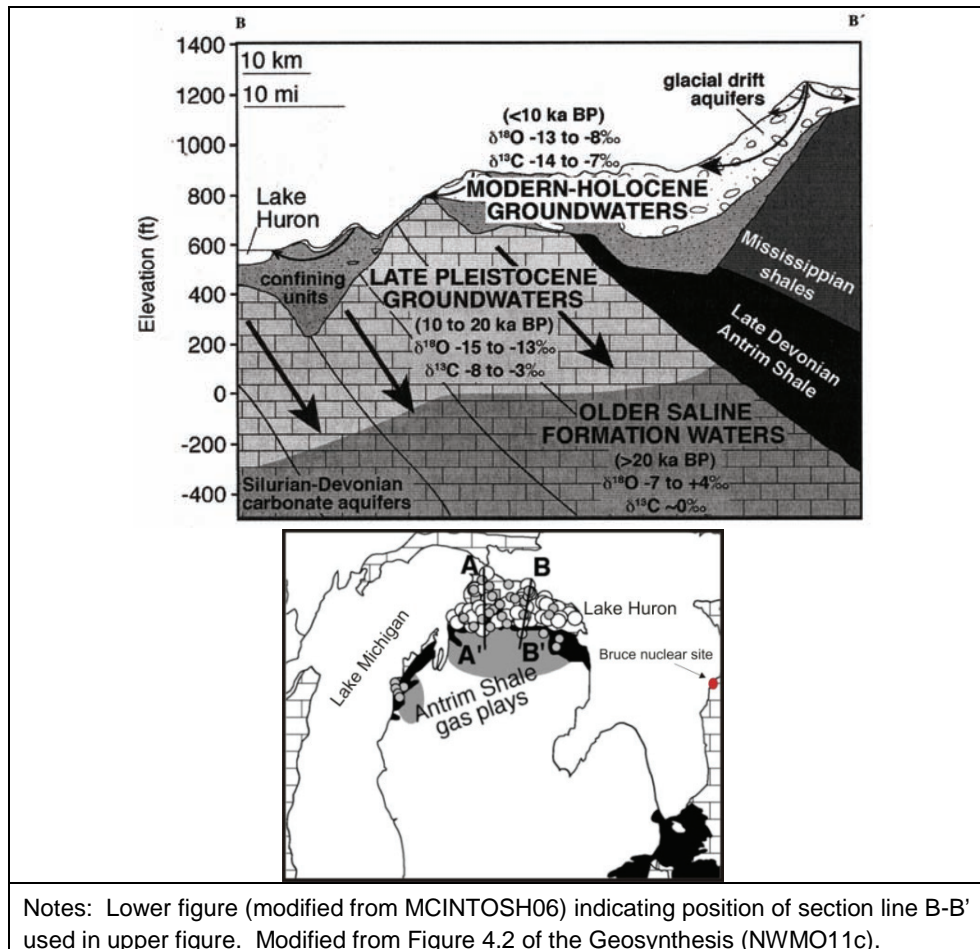 B
B´
1400
1200
1000
800
600
400
200
0
-200
-400
Elevation (ft)
10 km
10 mi
glacial drift
aquifers
(<10 ka BP)
δ¹⁸O -13 to -8‰
δ¹³C -14 to -7‰
MODERN-HOLOCENE
GROUNDWATERS
Lake
Huron
confining
units
LATE PLEISTOCENE
GROUNDWATERS
(10 to 20 ka BP)
δ¹⁸O -15 to -13‰
δ¹³C -8 to -3‰
Mississippian
shales
Late Devonian
Antrim Shale
OLDER SALINE
FORMATION WATERS
(>20 ka BP)
δ¹⁸O -7 to +4‰
δ¹³C ~0‰
Silurian-Devonian
carbonate aquifers
A
B
Lake Huron
Lake Michigan
A'
B'
Bruce nuclear site
Antrim Shale
gas plays
Notes: Lower figure (modified from MCINTOSH06) indicating position of section line B-B'
used in upper figure. Modified from Figure 4.2 of the Geosynthesis (NWMO11c).